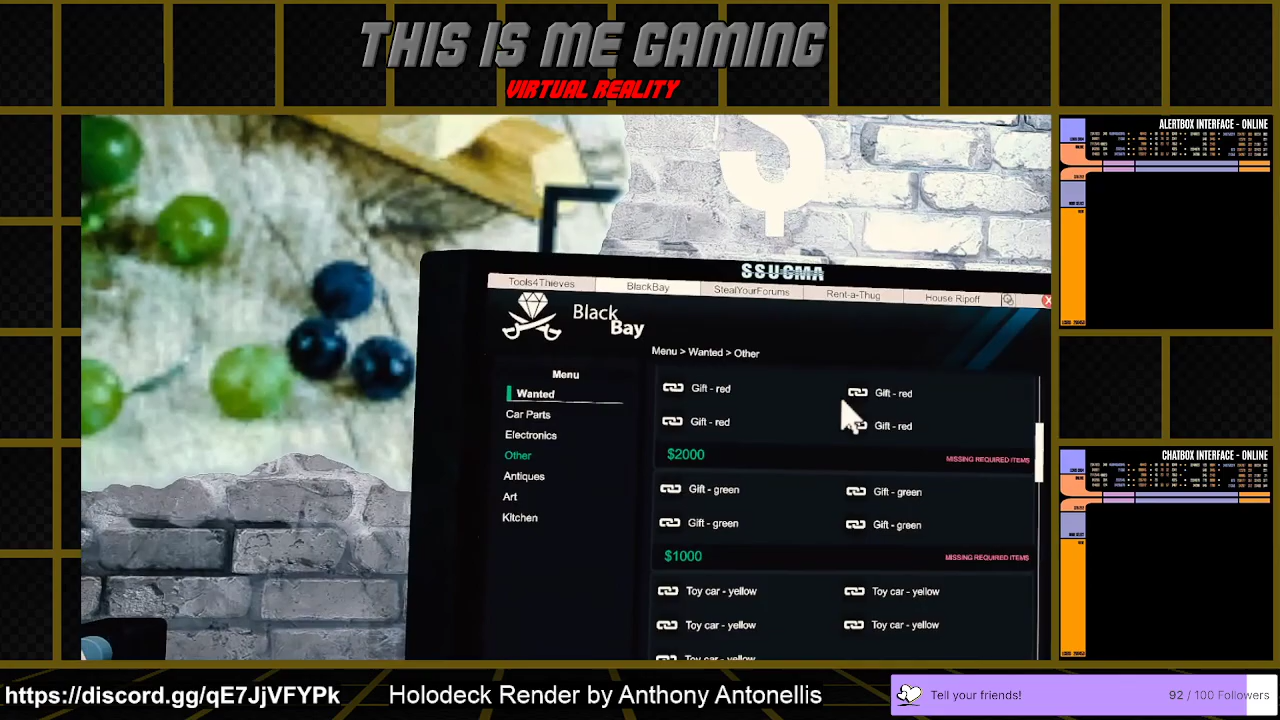 THIS IS ME GAMING
VIRTUAL REALITY
ALERTBOX INTERFACE - ONLINE
SSUGMA
Tools4Thieves BlackBay StealYourForums Rent-a-Thug House Ripoff X
Black
Bay
Menu > Wanted > Other
Menu
Wanted
Car Parts
Electronics
Other
Antiques
Art
Kitchen
Gift - red Gift - red
Gift - red Gift - red
$2000 MISSING REQUIRED ITEMS
Gift - green Gift - green
Gift - green Gift - green
$1000 MISSING REQUIRED ITEMS
Toy car - yellow Toy car - yellow
Toy car - yellow Toy car - yellow
Toy car - yellow
CHATBOX INTERFACE - ONLINE
https://discord.gg/qE7JjVFYPk Holodeck Render by Anthony Antonellis
Tell your friends! 92 / 100 Followers